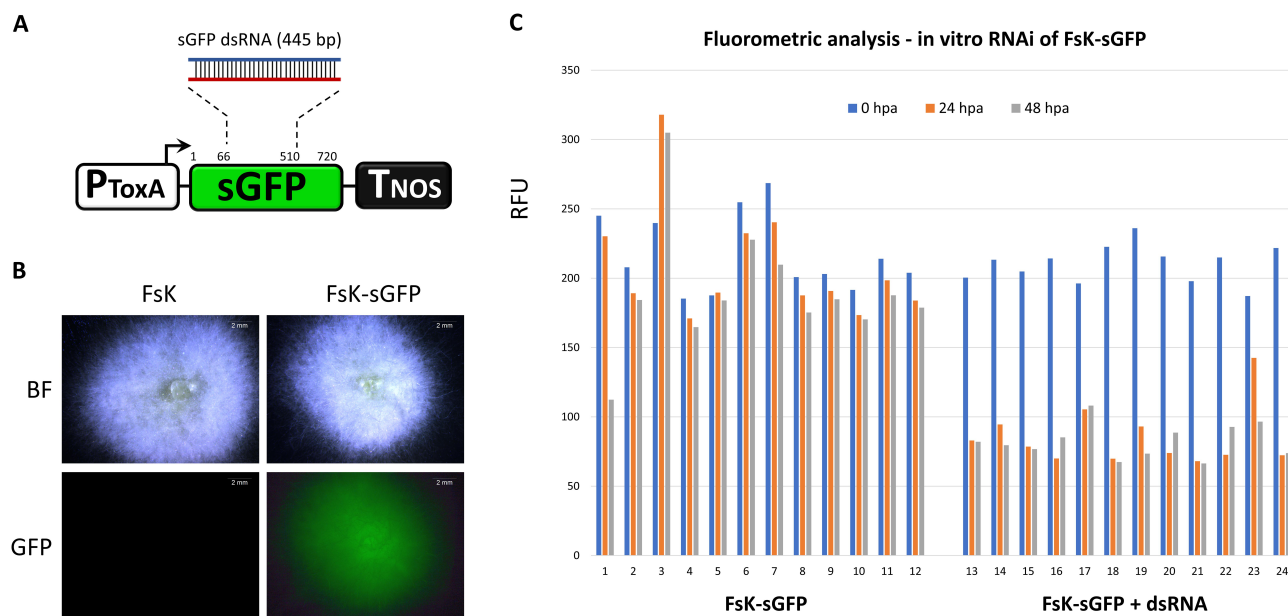 A
sGFP dsRNA (445 bp)
1 66 510 720
PToxA sGFP TNOS
B
FsK FsK-sGFP
BF
2 mm 2 mm
GFP
2 mm 2 mm
C
Fluorometric analysis - in vitro RNAi of FsK-sGFP
0 hpa 24 hpa 48 hpa
RFU
350
300
250
200
150
100
50
0
1 2 3 4 5 6 7 8 9 10 11 12 13 14 15 16 17 18 19 20 21 22 23 24
FsK-sGFP FsK-sGFP + dsRNA